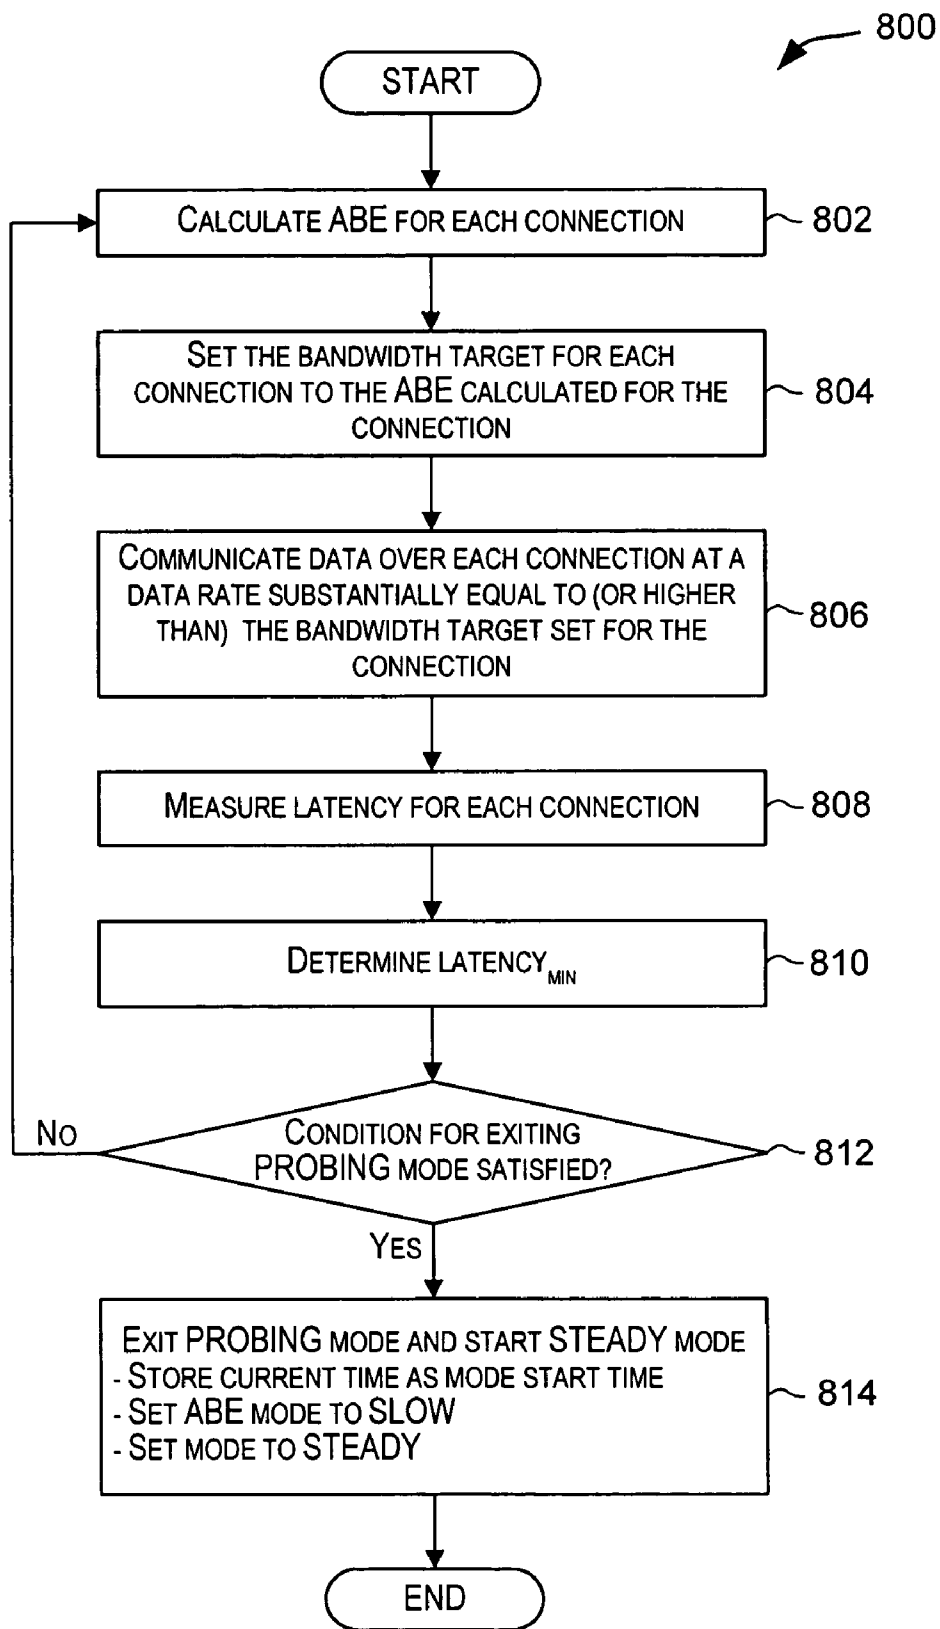 800
START
CALCULATE ABE FOR EACH CONNECTION
802
SET THE BANDWIDTH TARGET FOR EACH
CONNECTION TO THE ABE CALCULATED FOR THE
CONNECTION
804
COMMUNICATE DATA OVER EACH CONNECTION AT A
DATA RATE SUBSTANTIALLY EQUAL TO (OR HIGHER
THAN) THE BANDWIDTH TARGET SET FOR THE
CONNECTION
806
MEASURE LATENCY FOR EACH CONNECTION
808
DETERMINE LATENCY MIN
810
NO
CONDITION FOR EXITING
PROBING MODE SATISFIED?
812
YES
EXIT PROBING MODE AND START STEADY MODE
- STORE CURRENT TIME AS MODE START TIME
- SET ABE MODE TO SLOW
- SET MODE TO STEADY
814
END